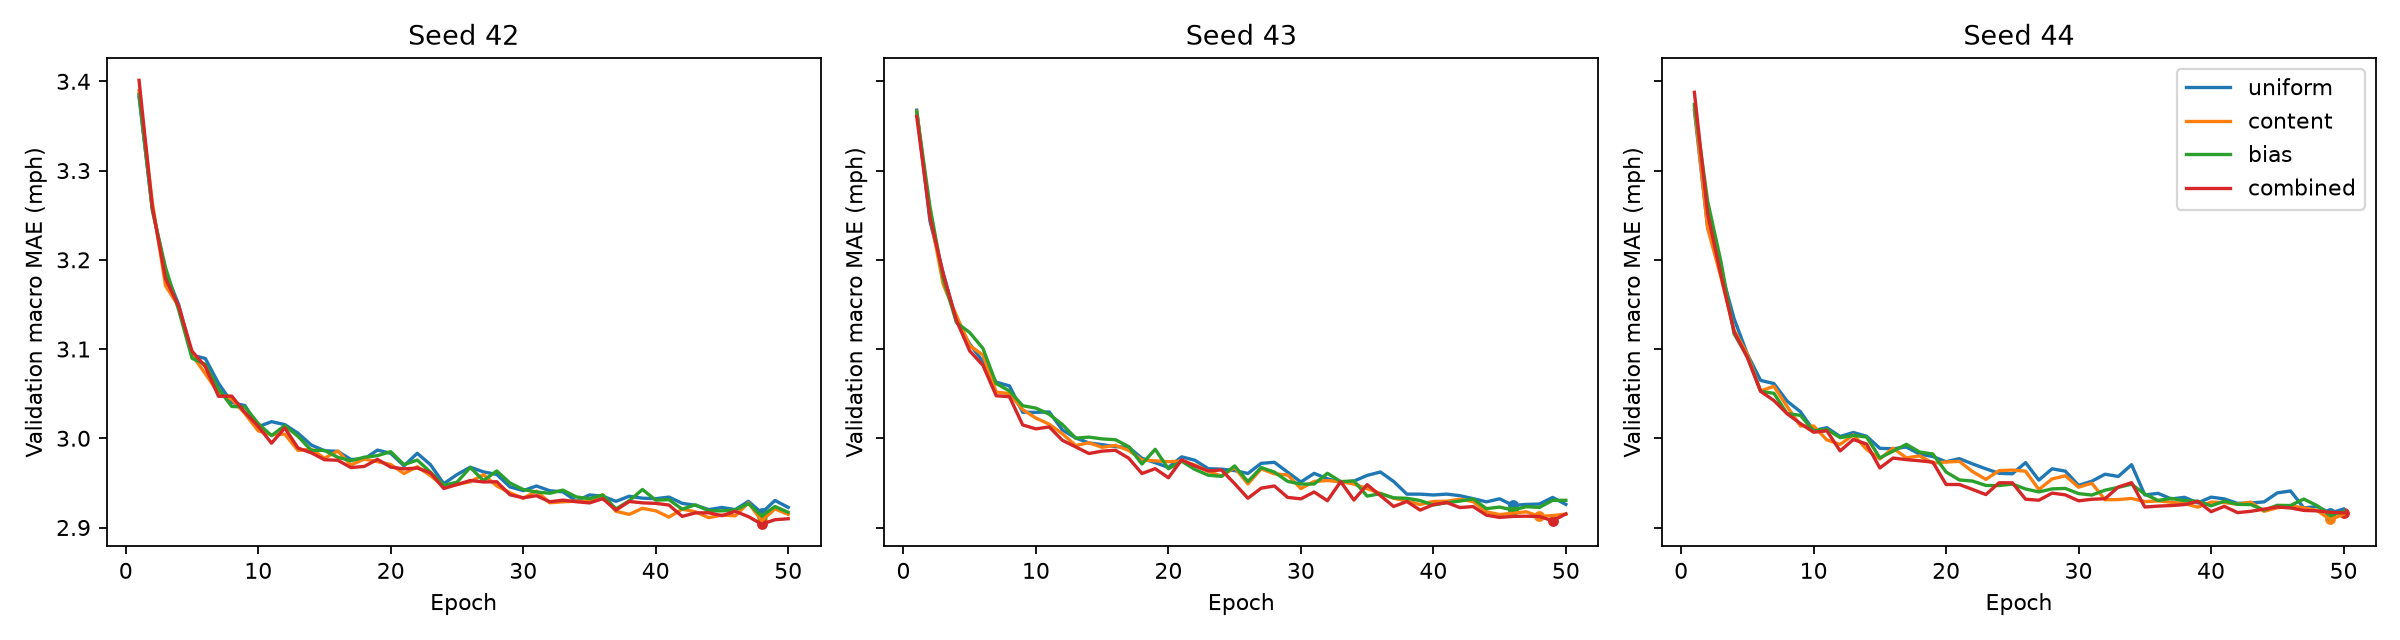 Seed 42
Seed 43
Seed 44
Validation macro MAE (mph)
3.4
3.3
3.2
3.1
3.0
2.9
0 10 20 30 40 50
Epoch
Validation macro MAE (mph)
0 10 20 30 40 50
Epoch
Validation macro MAE (mph)
uniform
content
bias
combined
0 10 20 30 40 50
Epoch